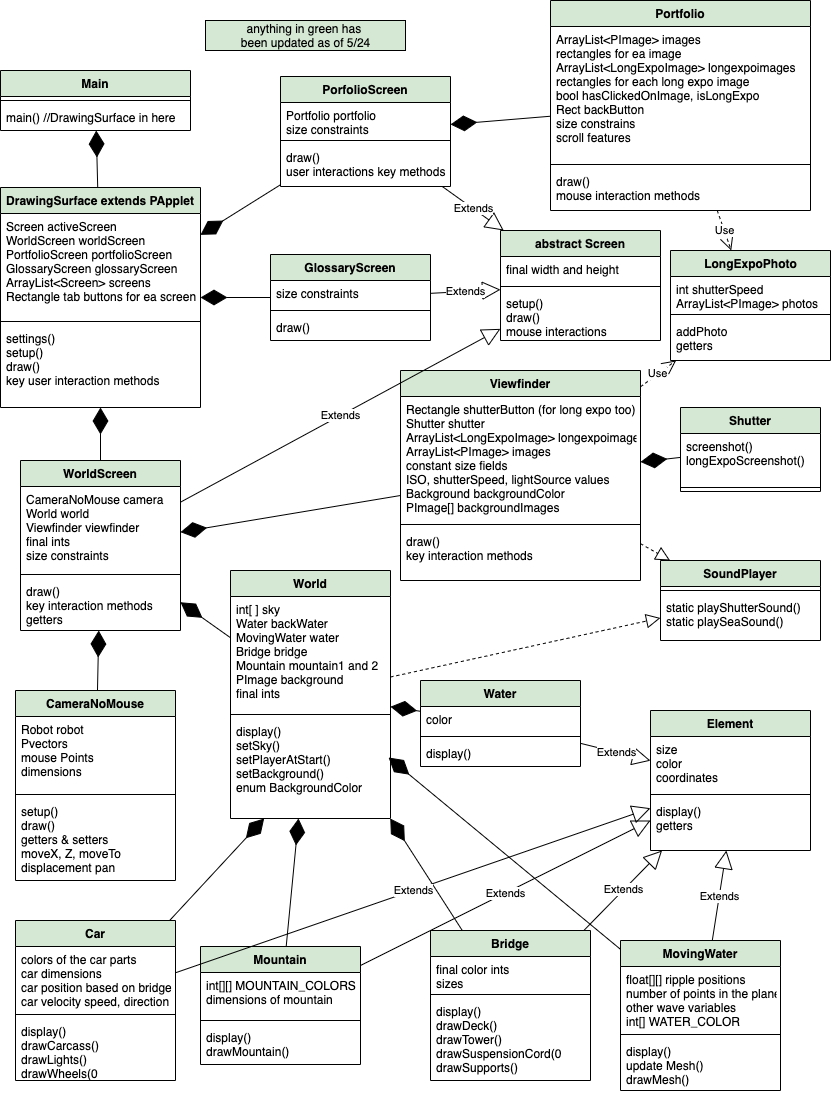 anything in green has
been updated as of 5/24
Main
main() //DrawingSurface in here
PorfolioScreen
Portfolio portfolio
size constraints
draw()
user interactions key methods
Portfolio
ArrayList<PImage> images
rectangles for ea image
ArrayList<LongExpoImage> longexpoimages
rectangles for each long expo image
bool hasClickedOnImage, isLongExpo
Rect backButton
size constrains
scroll features
draw()
mouse interaction methods
DrawingSurface extends PApplet
Screen activeScreen
WorldScreen worldScreen
PortfolioScreen portfolioScreen
GlossaryScreen glossaryScreen
ArrayList<Screen> screens
Rectangle tab buttons for ea screen
settings()
setup()
draw()
key user interaction methods
Extends
Use
GlossaryScreen
size constraints
draw()
Extends
abstract Screen
final width and height
setup()
draw()
mouse interactions
LongExpoPhoto
int shutterSpeed
ArrayList<PImage> photos
addPhoto
getters
Extends
Use
Viewfinder
Rectangle shutterButton (for long expo too)
Shutter shutter
ArrayList<LongExpoImage> longexpoimage
ArrayList<PImage> images
constant size fields
ISO, shutterSpeed, lightSource values
Background backgroundColor
PImage[] backgroundImages
draw()
key interaction methods
Shutter
screenshot()
longExpoScreenshot()
WorldScreen
CameraNoMouse camera
World world
Viewfinder viewfinder
final ints
size constraints
draw()
key interaction methods
getters
World
int[ ] sky
Water backWater
MovingWater water
Bridge bridge
Mountain mountain1 and 2
PImage background
final ints
display()
setSky()
setPlayerAtStart()
setBackground()
enum BackgroundColor
SoundPlayer
static playShutterSound()
static playSeaSound()
CameraNoMouse
Robot robot
Pvectors
mouse Points
dimensions
setup()
draw()
getters & setters
moveX, Z, moveTo
displacement pan
Water
color
display()
Extends
Element
size
color
coordinates
display()
getters
Extends
Extends
Extends
Extends
Car
colors of the car parts
car dimensions
car position based on bridge
car velocity speed, direction
display()
drawCarcass()
drawLights()
drawWheels(0
Mountain
int[][] MOUNTAIN_COLORS
dimensions of mountain
display()
drawMountain()
Bridge
final color ints
sizes
display()
drawDeck()
drawTower()
drawSuspensionCord(0
drawSupports()
MovingWater
float[][] ripple positions
number of points in the plane
other wave variables
int[] WATER_COLOR
display()
update Mesh()
drawMesh()